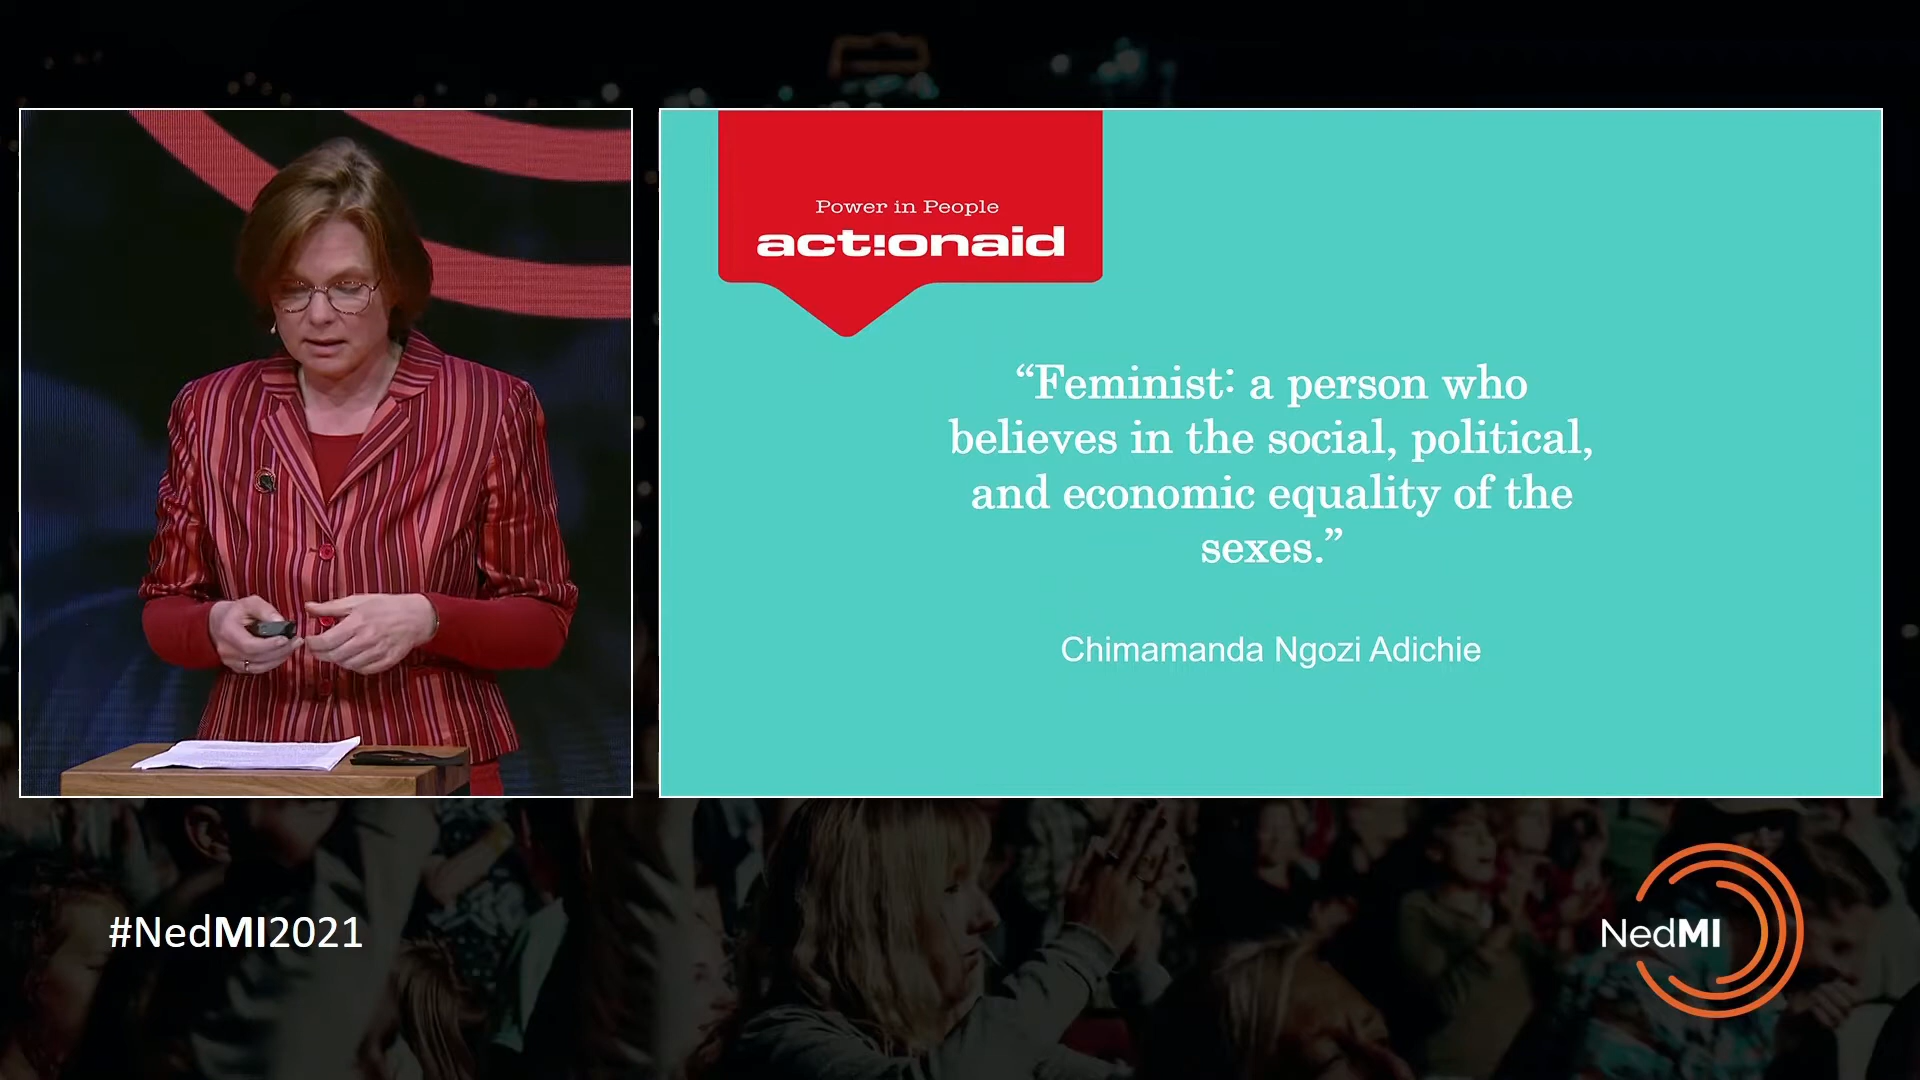 Power in People
act!onaid
“Feminist: a person who
believes in the social, political,
and economic equality of the
sexes.”
Chimamanda Ngozi Adichie
#NedMI2021
NedMI